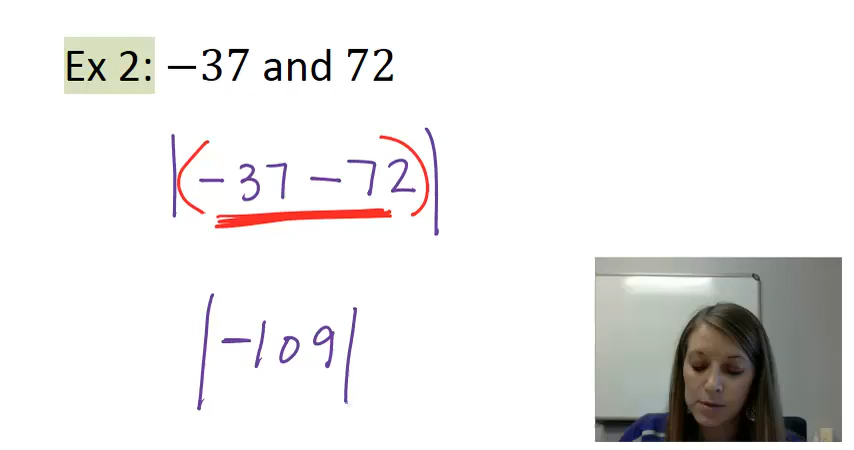 Ex 2: −37 and 72
|(-37-72)|
|-109|